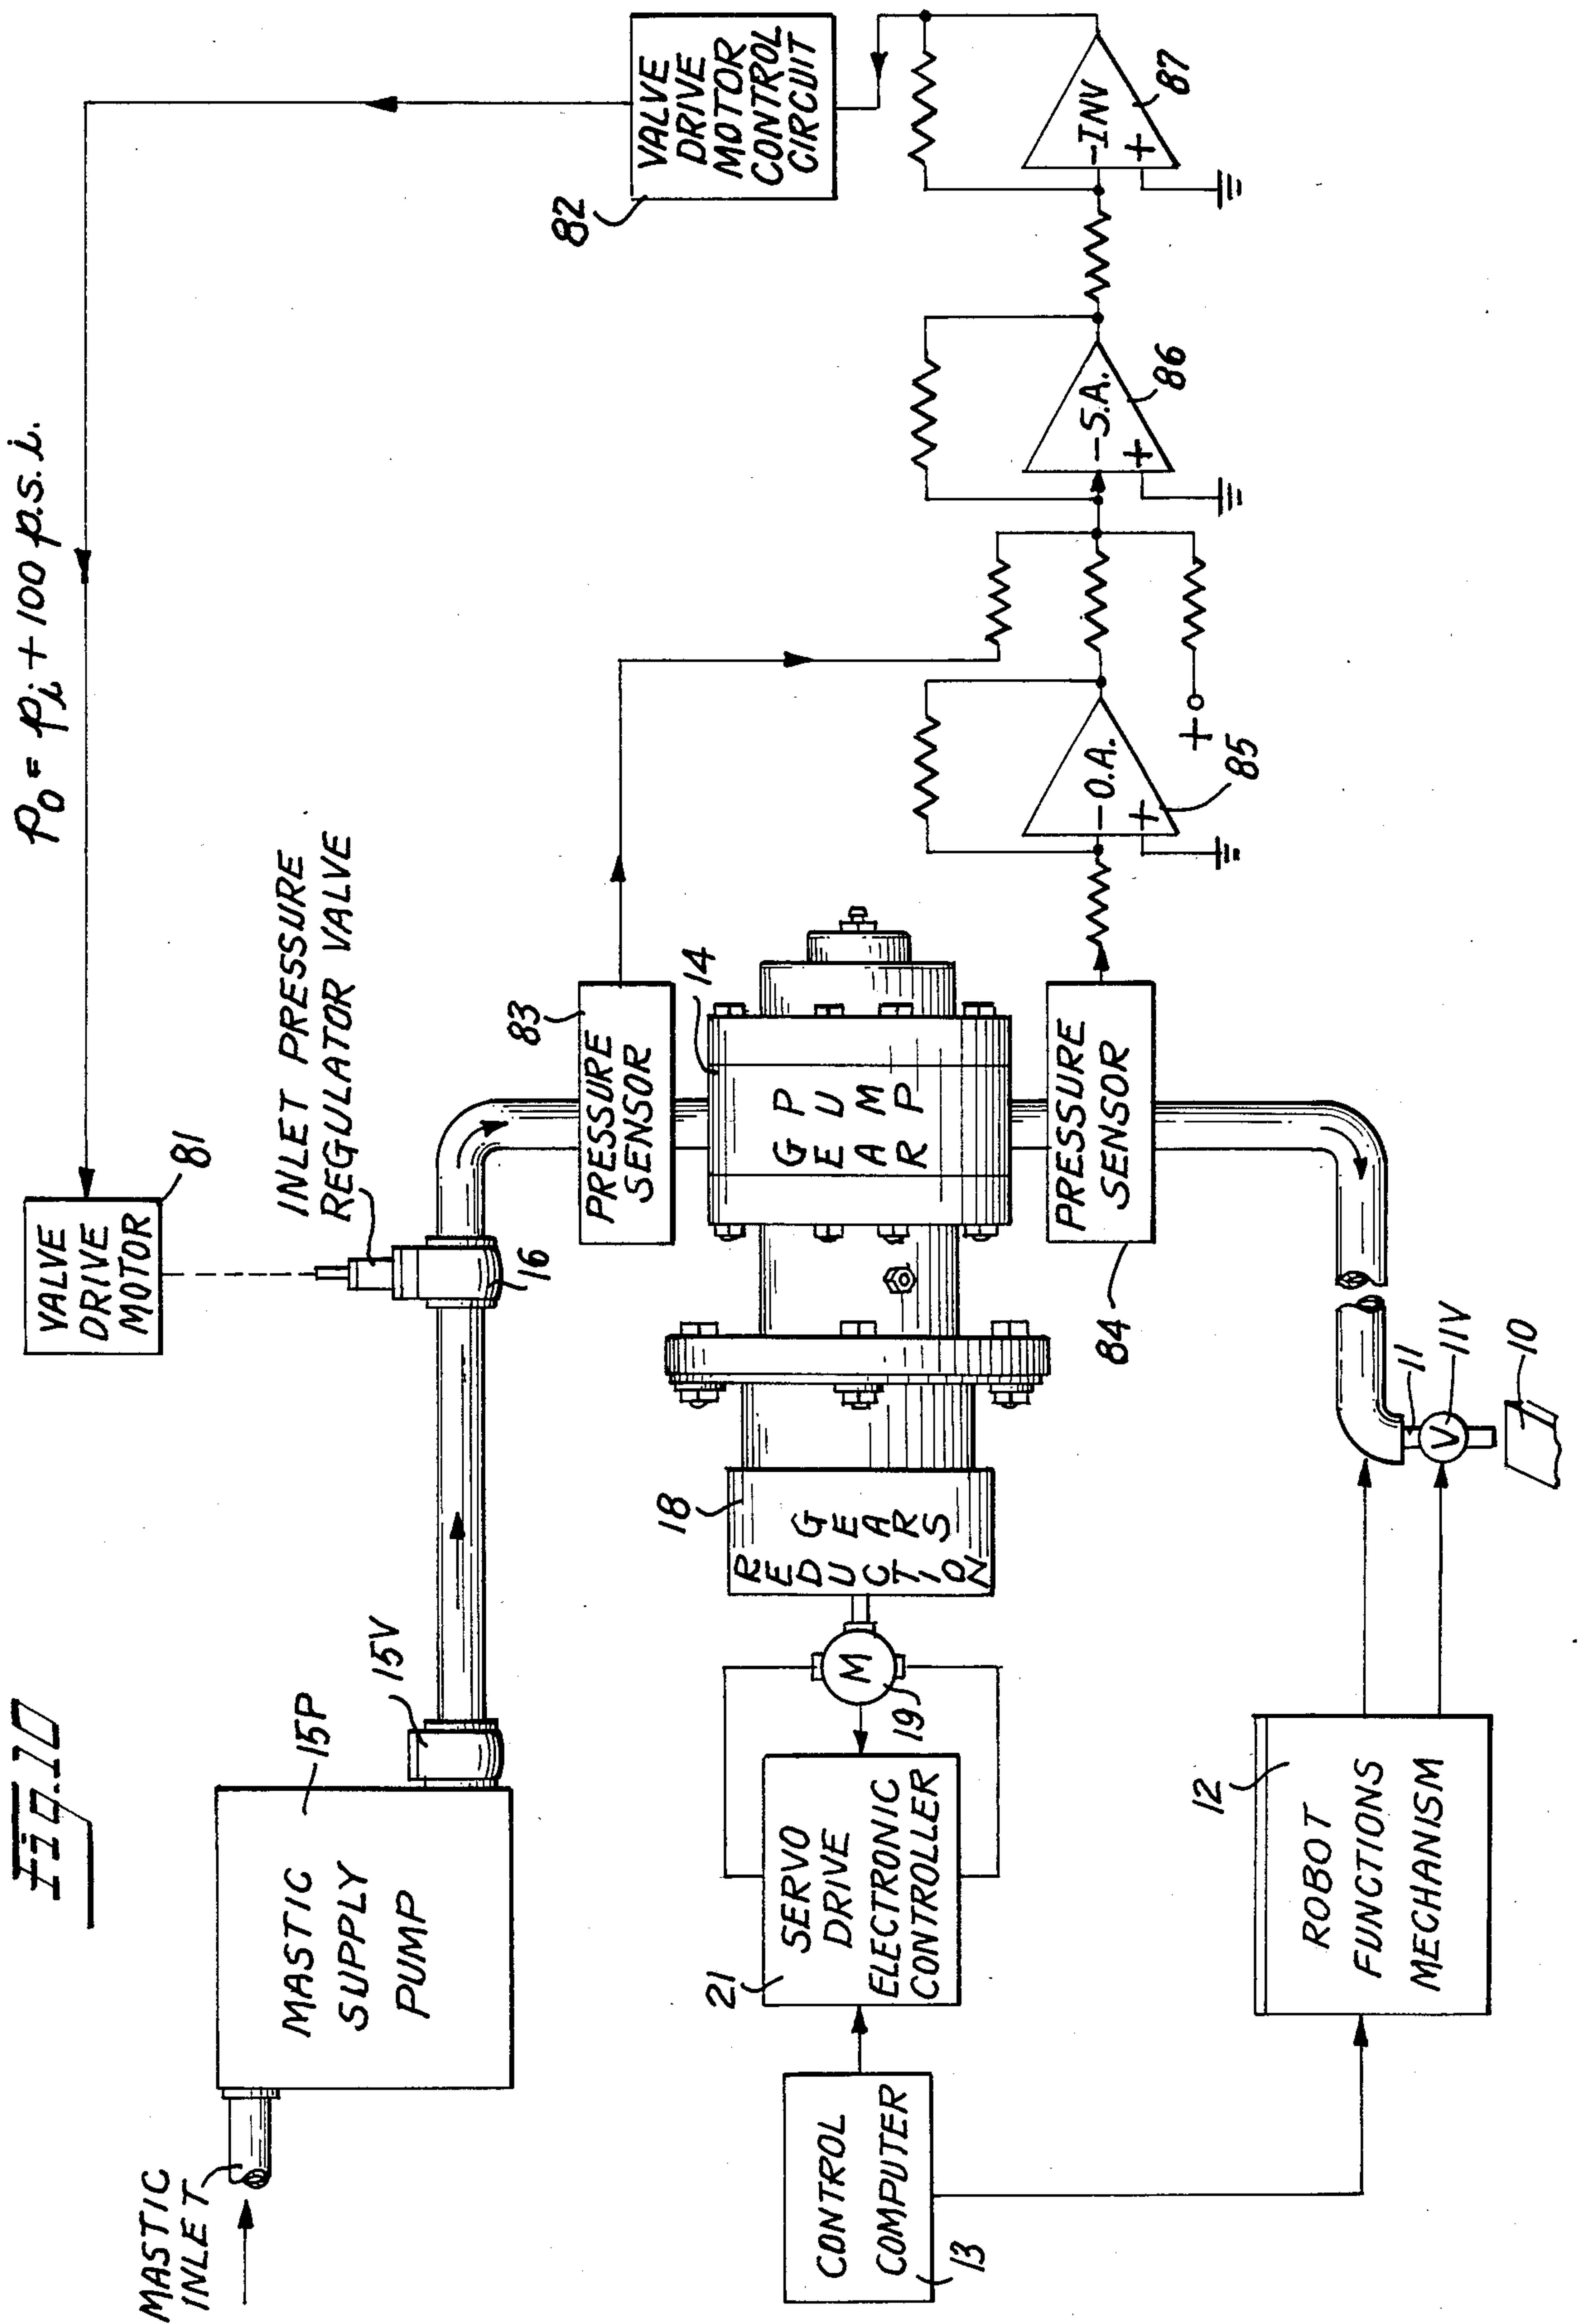 Fig. 10
P₀ = pᵢ + 100 p.s.i.
MASTIC
INLET
MASTIC
SUPPLY
PUMP
15P
15V
VALVE
DRIVE
MOTOR
81
INLET PRESSURE
REGULATOR VALVE
16
VALVE
DRIVE
MOTOR
CONTROL
CIRCUIT
82
PRESSURE
SENSOR
83
GEAR
PUMP
14
REDUCTION
GEARS
18
M
19
SERVO
DRIVE
ELECTRONIC
CONTROLLER
21
CONTROL
COMPUTER
13
PRESSURE
SENSOR
84
-O.A.
+
85
+
-S.A.
+
86
-INV
+
87
ROBOT
FUNCTIONS
MECHANISM
12
11
V
11V
10